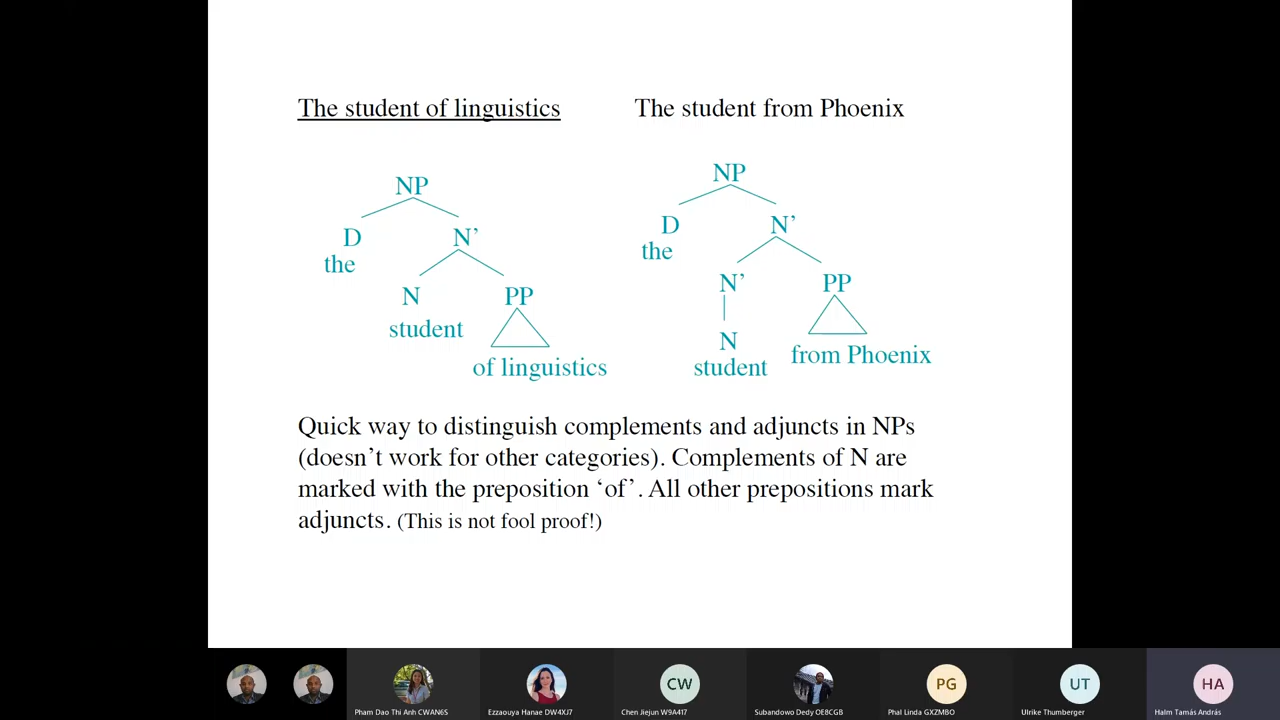 The student of linguistics
The student from Phoenix
NP
D
the
N’
N
student
PP
of linguistics
NP
D
the
N’
N’
N
student
PP
from Phoenix
Quick way to distinguish complements and adjuncts in NPs
(doesn’t work for other categories). Complements of N are
marked with the preposition ‘of’. All other prepositions mark
adjuncts. (This is not fool proof!)
CW
PG
UT
HA
Pham Dao Thi Anh CWAN6S
Ezzaouya Hanae DW4XJ7
Chen Jiejun W9A417
Subandowo Dedy OE8CGB
Phal Linda GXZMBO
Ulrike Thumberger
Halm Tamás András